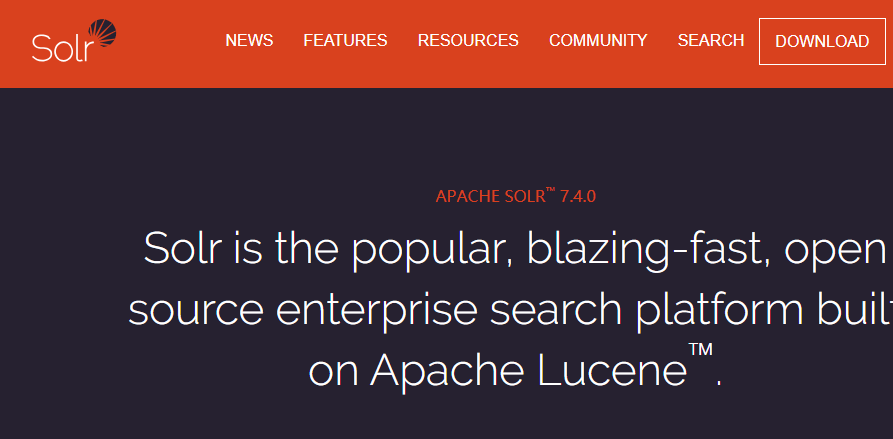 Solr
NEWS FEATURES RESOURCES COMMUNITY SEARCH DOWNLOAD
APACHE SOLR™ 7.4.0
Solr is the popular, blazing-fast, open
source enterprise search platform built
on Apache Lucene™.